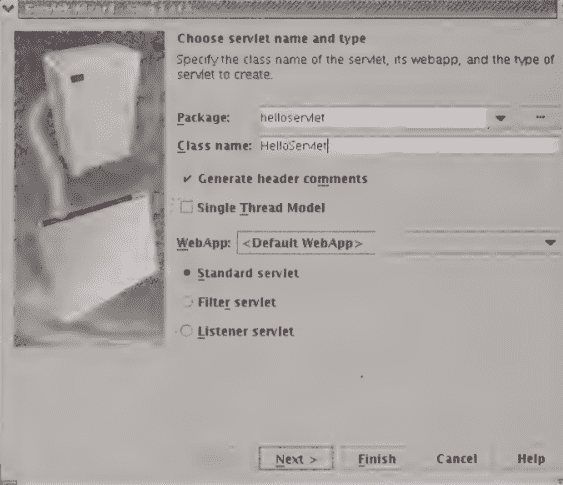 Choose servlet name and type
Specify the class name of the servlet, its webapp, and the type of
servlet to create.
Package: helloservlet ...
Class name: HelloServlet
Generate header comments
Single Thread Model
WebApp: <Default WebApp>
Standard servlet
Filter servlet
Listener servlet
Next > Finish Cancel Help